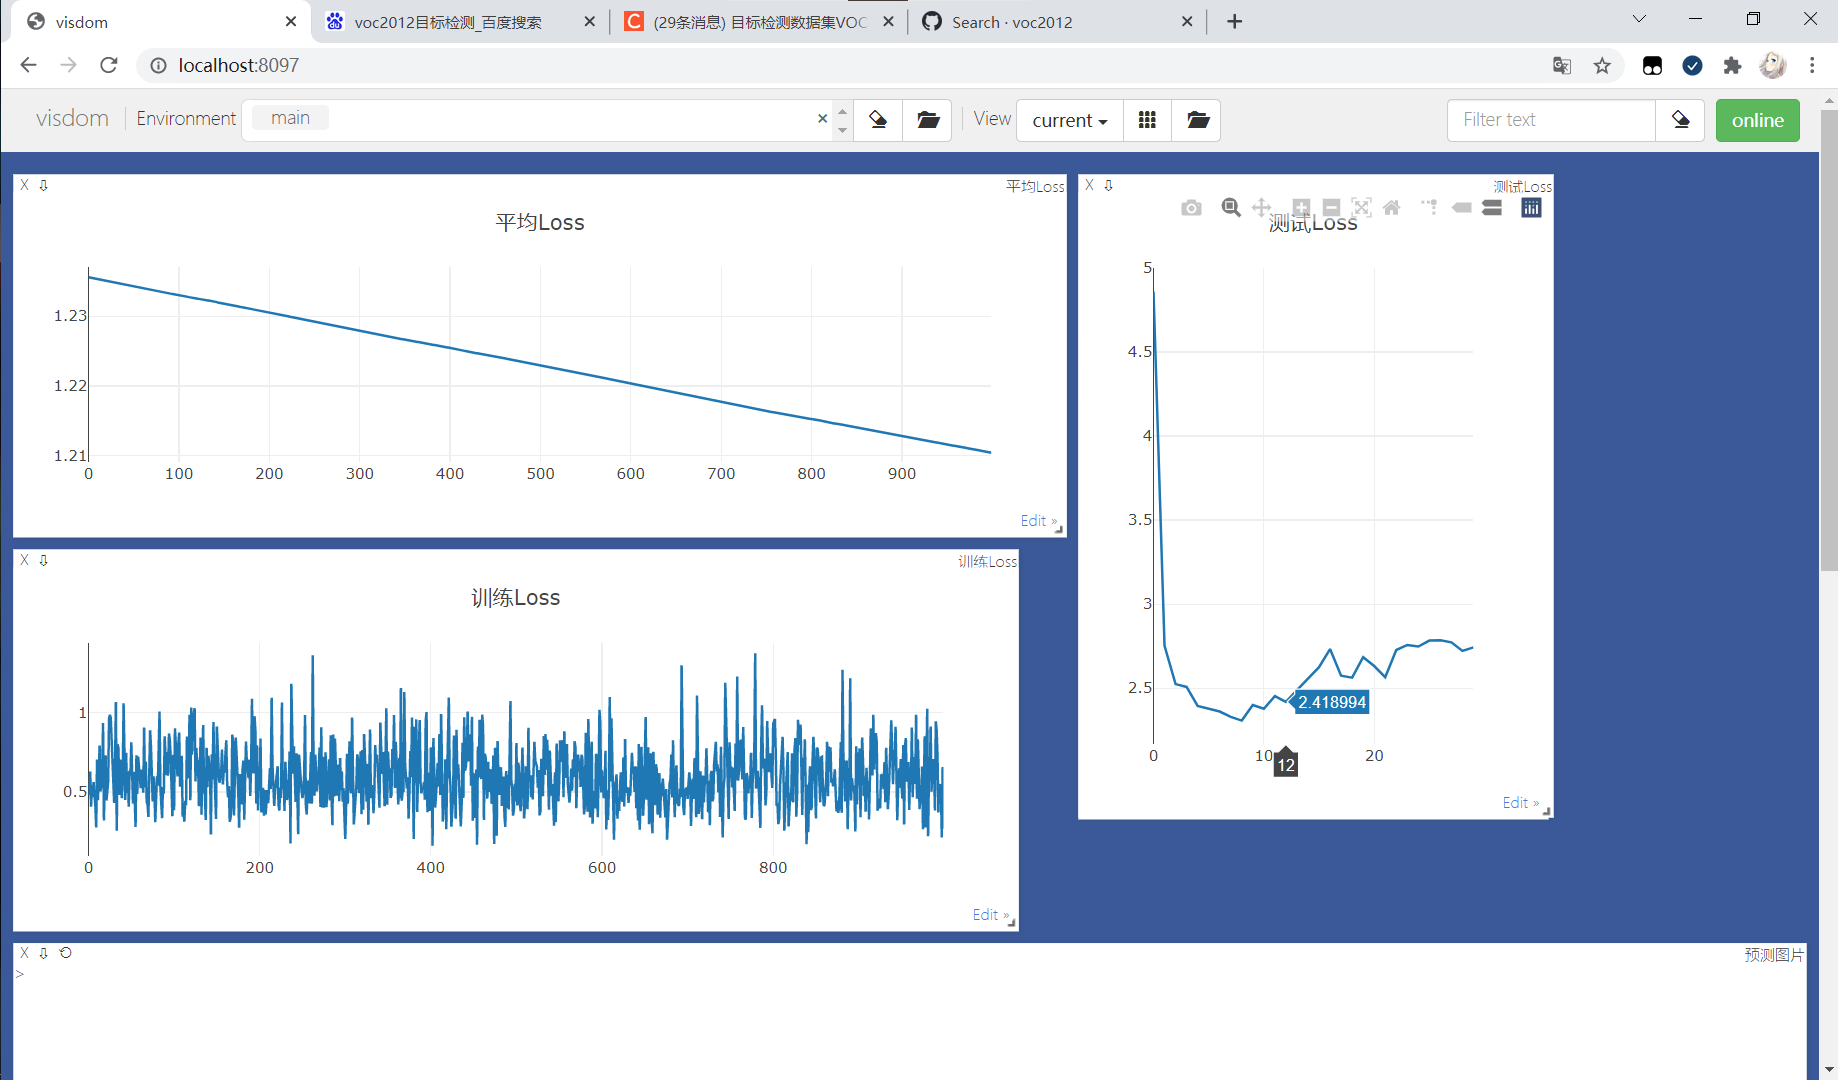 visdom
voc2012目标检测_百度搜索
(29条消息) 目标检测数据集VOC
Search · voc2012
localhost:8097
visdom
Environment
main
View
current
Filter text
online
X
平均Loss
平均Loss
1.23
1.22
1.21
0 100 200 300 400 500 600 700 800 900
Edit »
X
测试Loss
测试Loss
5
4.5
4
3.5
3
2.5
2.418994
0 10 20
12
Edit »
X
训练Loss
训练Loss
1
0.5
0 200 400 600 800
Edit »
X
预测图片
>